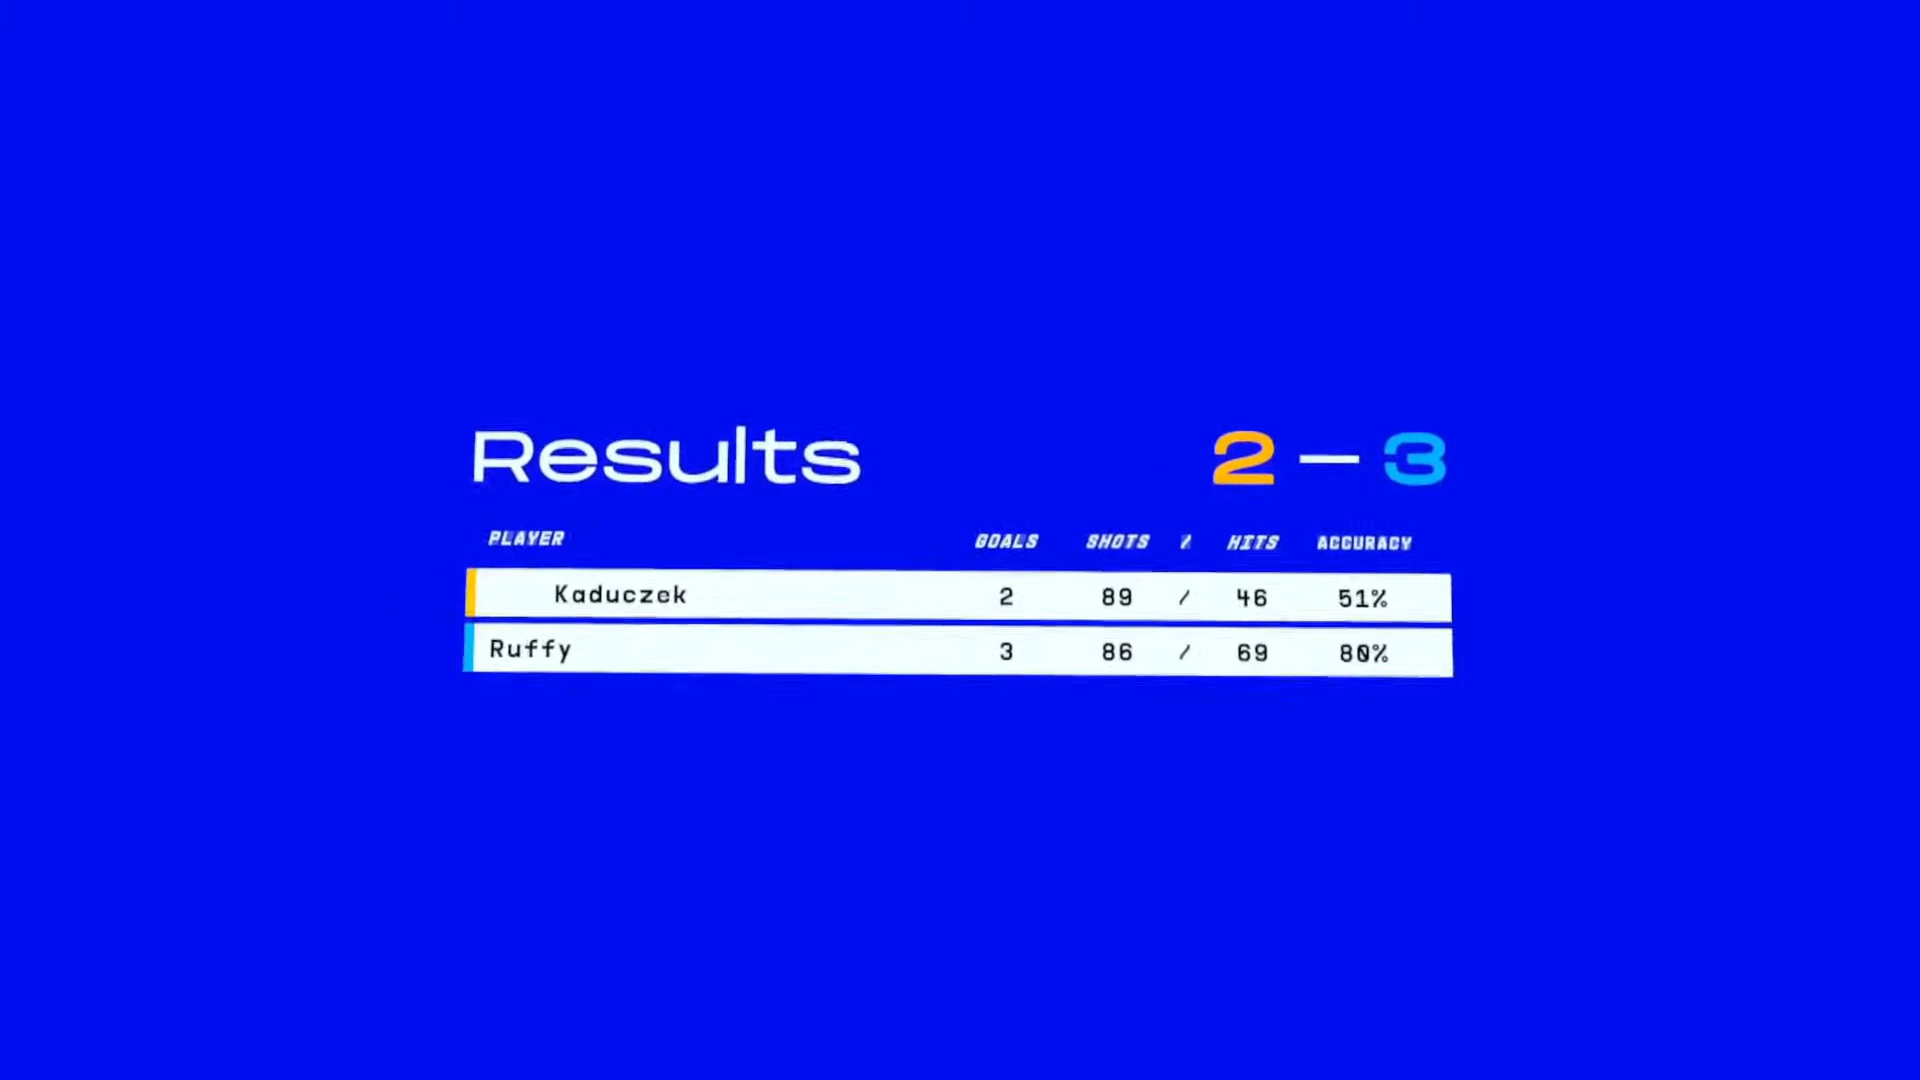 Results 2 — 3
PLAYER GOALS SHOTS / HITS ACCURACY
Kaduczek 2 89 / 46 51%
Ruffy 3 86 / 69 80%